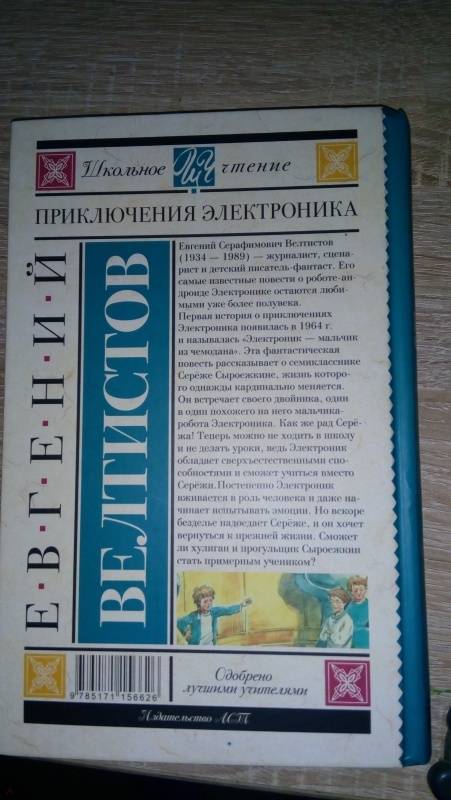 Школьное ШЧ чтение
ПРИКЛЮЧЕНИЯ ЭЛЕКТРОНИКА
Е·В·Г·Е·Н·И·Й
ВЕЛТИСТОВ
Евгений Серафимович Велтистов
(1934 — 1989) — журналист, сцена-
рист и детский писатель-фантаст. Его
самые известные повести о роботе-ан-
дроиде Электронике остаются люби-
мыми уже более полувека.
Первая история о приключениях
Электроника появилась в 1964 г
и называлась «Электроник — мальчик
из чемодана». Эта фантастическая
повесть рассказывает о семикласснике
Серёже Сыроежкине, жизнь которо-
го однажды кардинально меняется.
Он встречает своего двойника, один
в один похожего на него мальчика-
робота Электроника. Как же рад Серё-
жа! Теперь можно не ходить в школу
и не делать уроки, ведь Электроник
обладает сверхъестественными спо-
собностями и сможет учиться вместо
Серёжи.Постепенно Электроник
вживается в роль человека и даже на-
чинает испытывать эмоции. Но вскоре
безделье надоедает Серёже, и он хочет
вернуться к прежней жизни. Сможет
ли хулиган и прогульщик Сыроежкин
стать примерным учеником?
9 785171 156626
Одобрено
лучшими учителями
Издательство АСТ